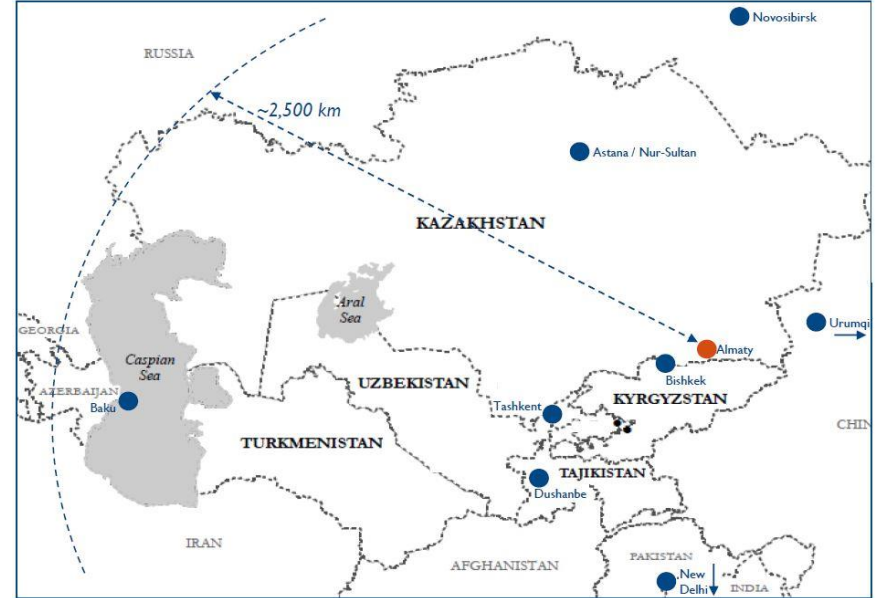 Novosibirsk
RUSSIA
~2,500 km
Astana / Nur-Sultan
KAZAKHSTAN
Aral
Sea
Urumqi
GEORGIA
Almaty
Caspian
Sea
Bishkek
UZBEKISTAN
AZERBAIJAN
KYRGYZSTAN
Baku
Tashkent
CHIN
TURKMENISTAN
TAJIKISTAN
Dushanbe
IRAN
PAKISTAN
AFGHANISTAN
New
Delhi
INDIA